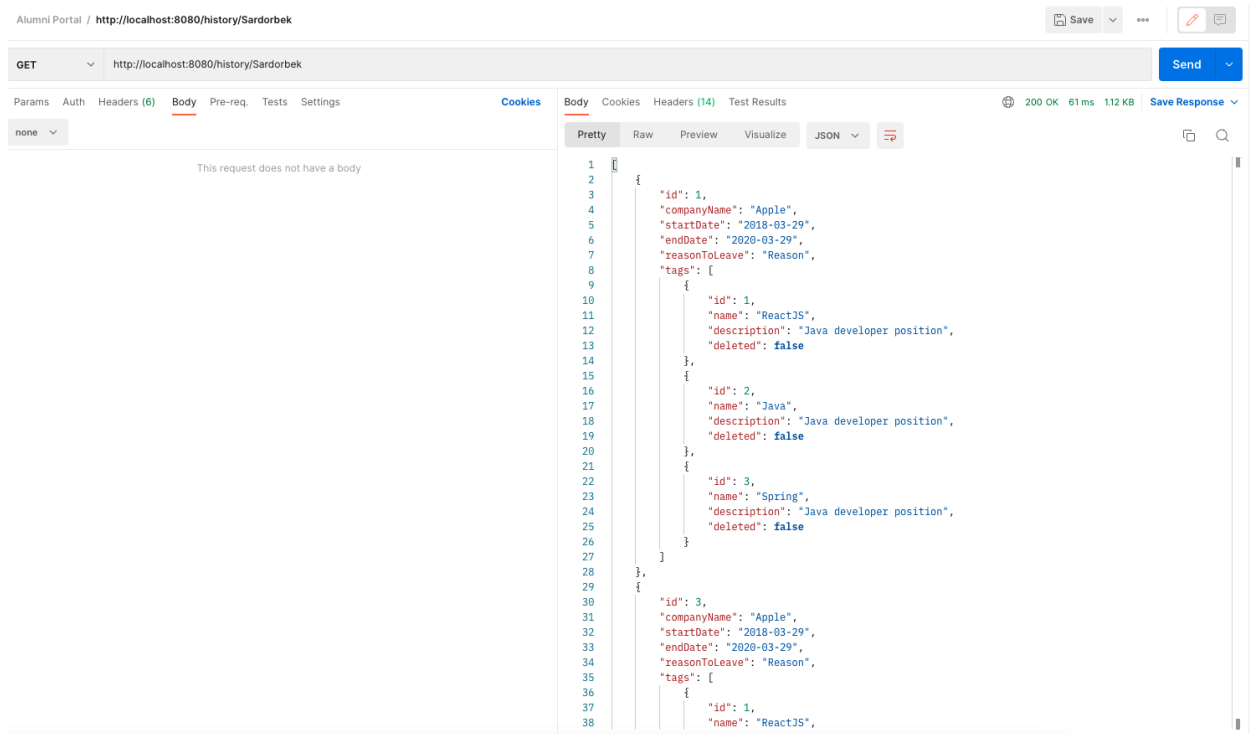 Alumni Portal / http://localhost:8080/history/Sardorbek
Save
GET
http://localhost:8080/history/Sardorbek
Send
Params Auth Headers (6) Body Pre-req. Tests Settings Cookies
none
This request does not have a body
Body Cookies Headers (14) Test Results 200 OK 61 ms 1.12 KB Save Response
Pretty Raw Preview Visualize JSON
1 [
2 {
3 "id": 1,
4 "companyName": "Apple",
5 "startDate": "2018-03-29",
6 "endDate": "2020-03-29",
7 "reasonToLeave": "Reason",
8 "tags": [
9 {
10 "id": 1,
11 "name": "ReactJS",
12 "description": "Java developer position",
13 "deleted": false
14 },
15 {
16 "id": 2,
17 "name": "Java",
18 "description": "Java developer position",
19 "deleted": false
20 },
21 {
22 "id": 3,
23 "name": "Spring",
24 "description": "Java developer position",
25 "deleted": false
26 }
27 ]
28 },
29 {
30 "id": 3,
31 "companyName": "Apple",
32 "startDate": "2018-03-29",
33 "endDate": "2020-03-29",
34 "reasonToLeave": "Reason",
35 "tags": [
36 {
37 "id": 1,
38 "name": "ReactJS",